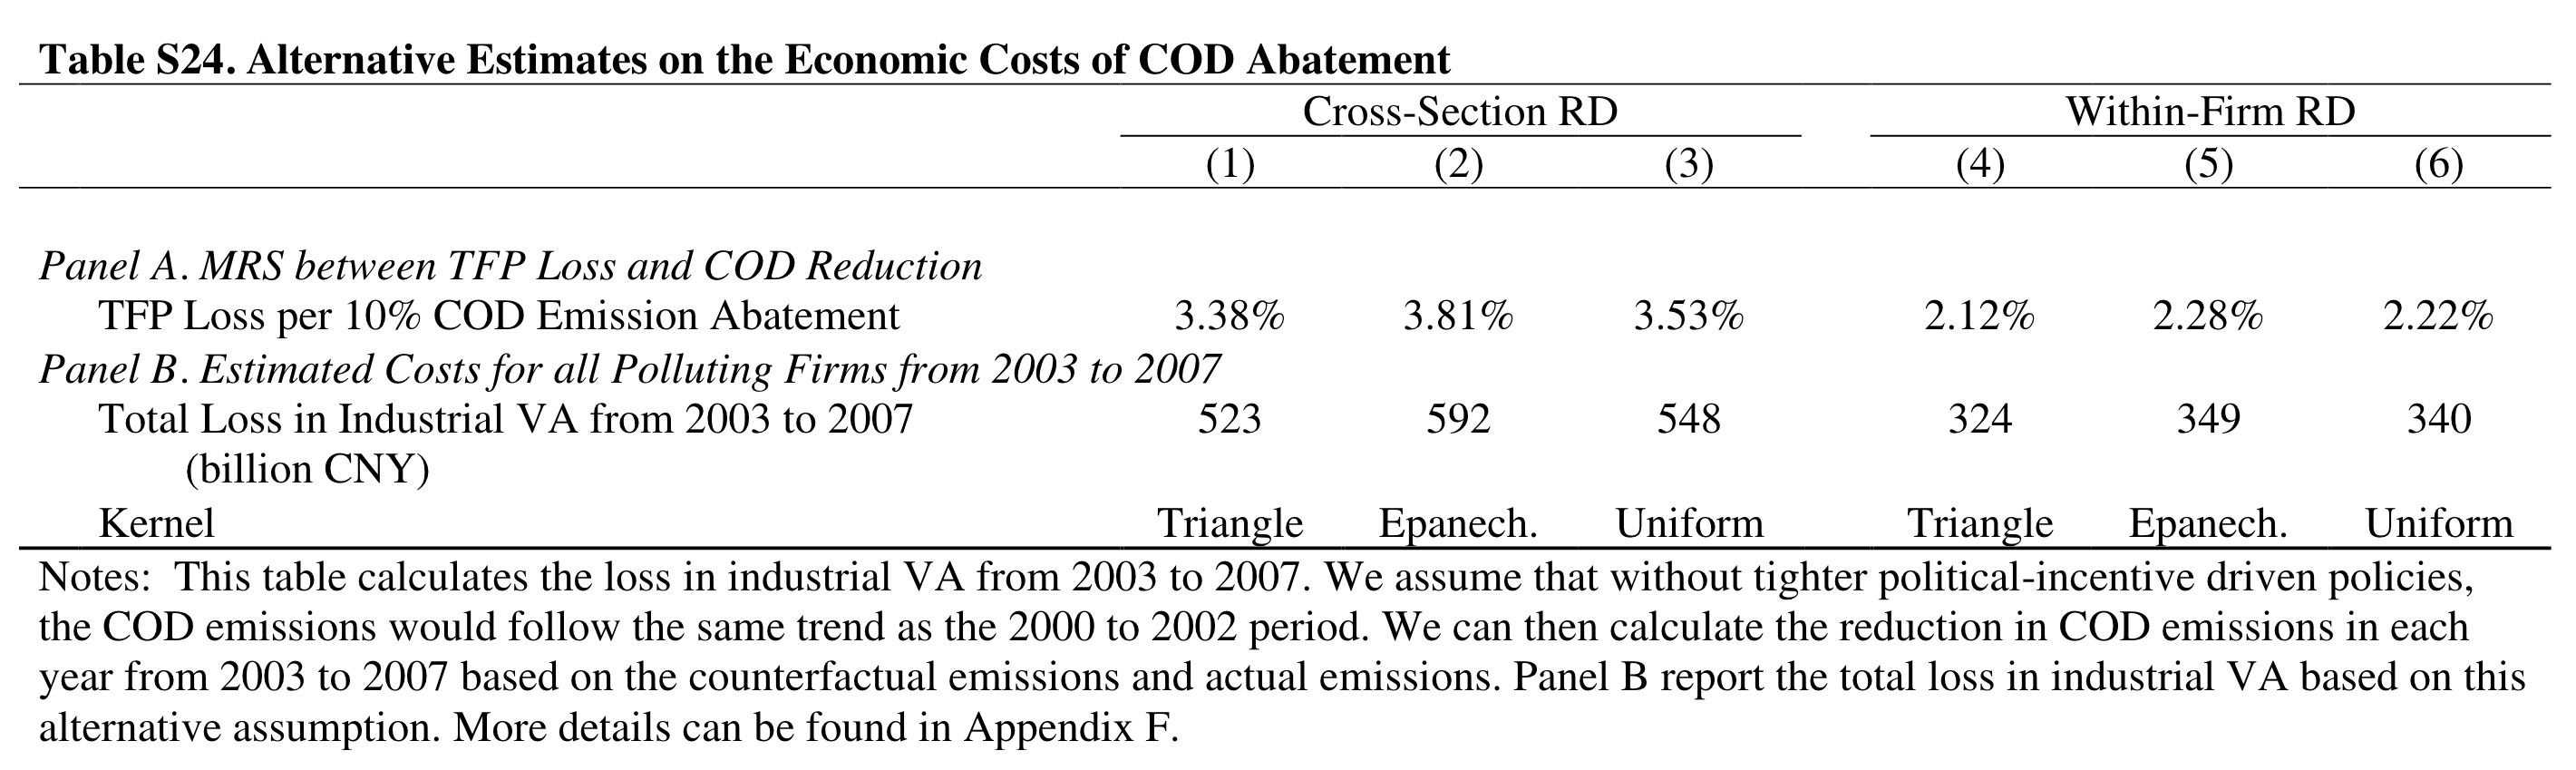 Table S24. Alternative Estimates on the Economic Costs of COD Abatement
Cross-Section RD Within-Firm RD
(1) (2) (3) (4) (5) (6)
Panel A. MRS between TFP Loss and COD Reduction
TFP Loss per 10% COD Emission Abatement 3.38% 3.81% 3.53% 2.12% 2.28% 2.22%
Panel B. Estimated Costs for all Polluting Firms from 2003 to 2007
Total Loss in Industrial VA from 2003 to 2007 523 592 548 324 349 340
(billion CNY)
Kernel Triangle Epanech. Uniform Triangle Epanech. Uniform
Notes: This table calculates the loss in industrial VA from 2003 to 2007. We assume that without tighter political-incentive driven policies,
the COD emissions would follow the same trend as the 2000 to 2002 period. We can then calculate the reduction in COD emissions in each
year from 2003 to 2007 based on the counterfactual emissions and actual emissions. Panel B report the total loss in industrial VA based on this
alternative assumption. More details can be found in Appendix F.